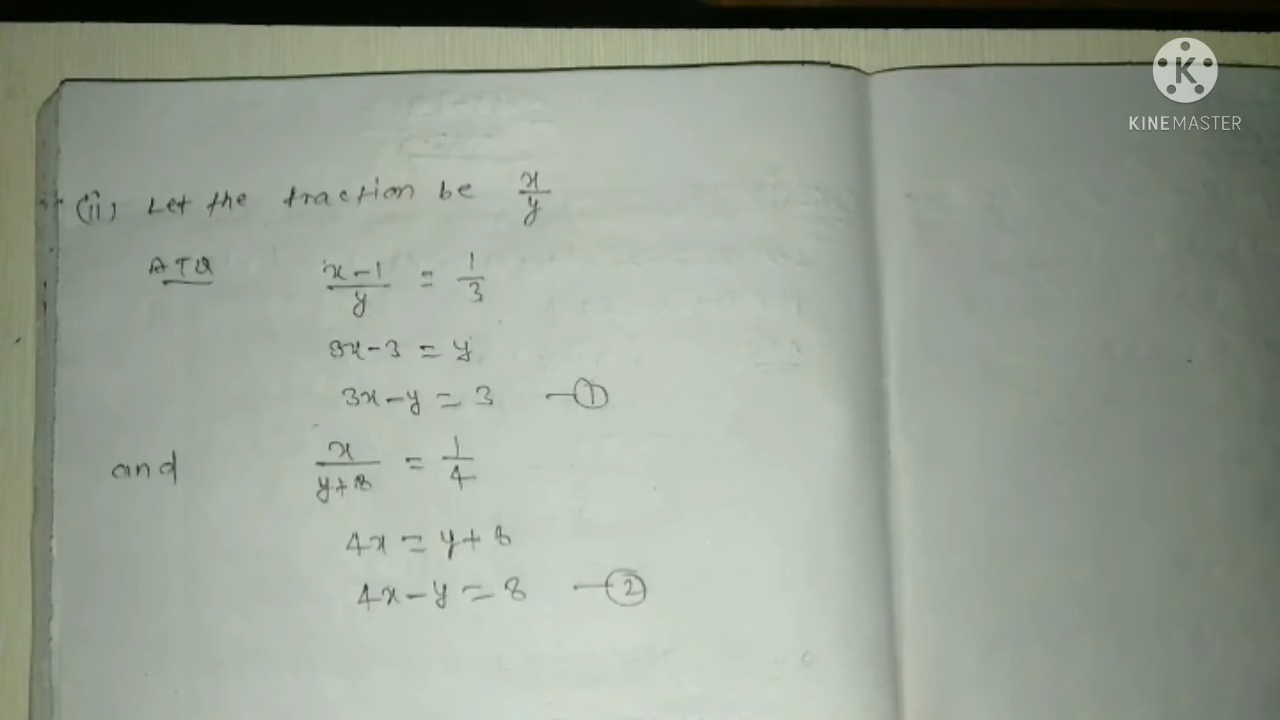 (ii) Let the fraction be x/y
ATQ (x-1)/y = 1/3
3x-3 = y
3x-y = 3 —①
and x/(y+8) = 1/4
4x = y+8
4x-y = 8 —②
K
KINEMASTER